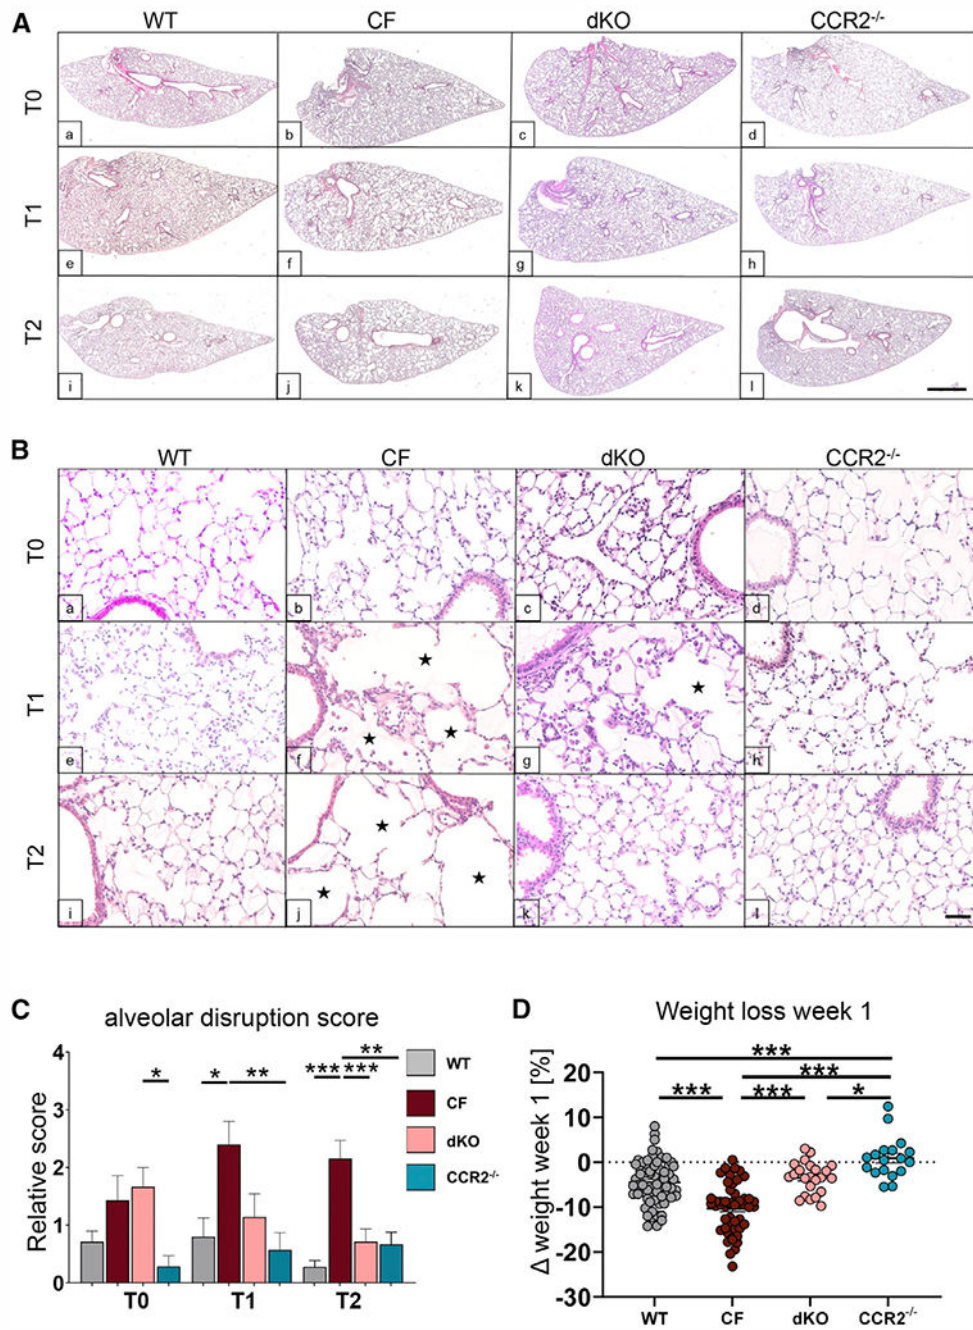 A
WT CF dKO CCR2-/-
T0
a b c d
T1
e f g h
T2
i j k l
B
WT CF dKO CCR2-/-
T0
a b c d
T1
e f g h
T2
i j k l
C
alveolar disruption score
Relative score
4
3
2
1
0
T0 T1 T2
* * ** *** ** ***
WT
CF
dKO
CCR2-/-
D
Weight loss week 1
Δ weight week 1 [%]
20
10
0
-10
-20
-30
***
***
*** *** *
WT CF dKO CCR2-/-